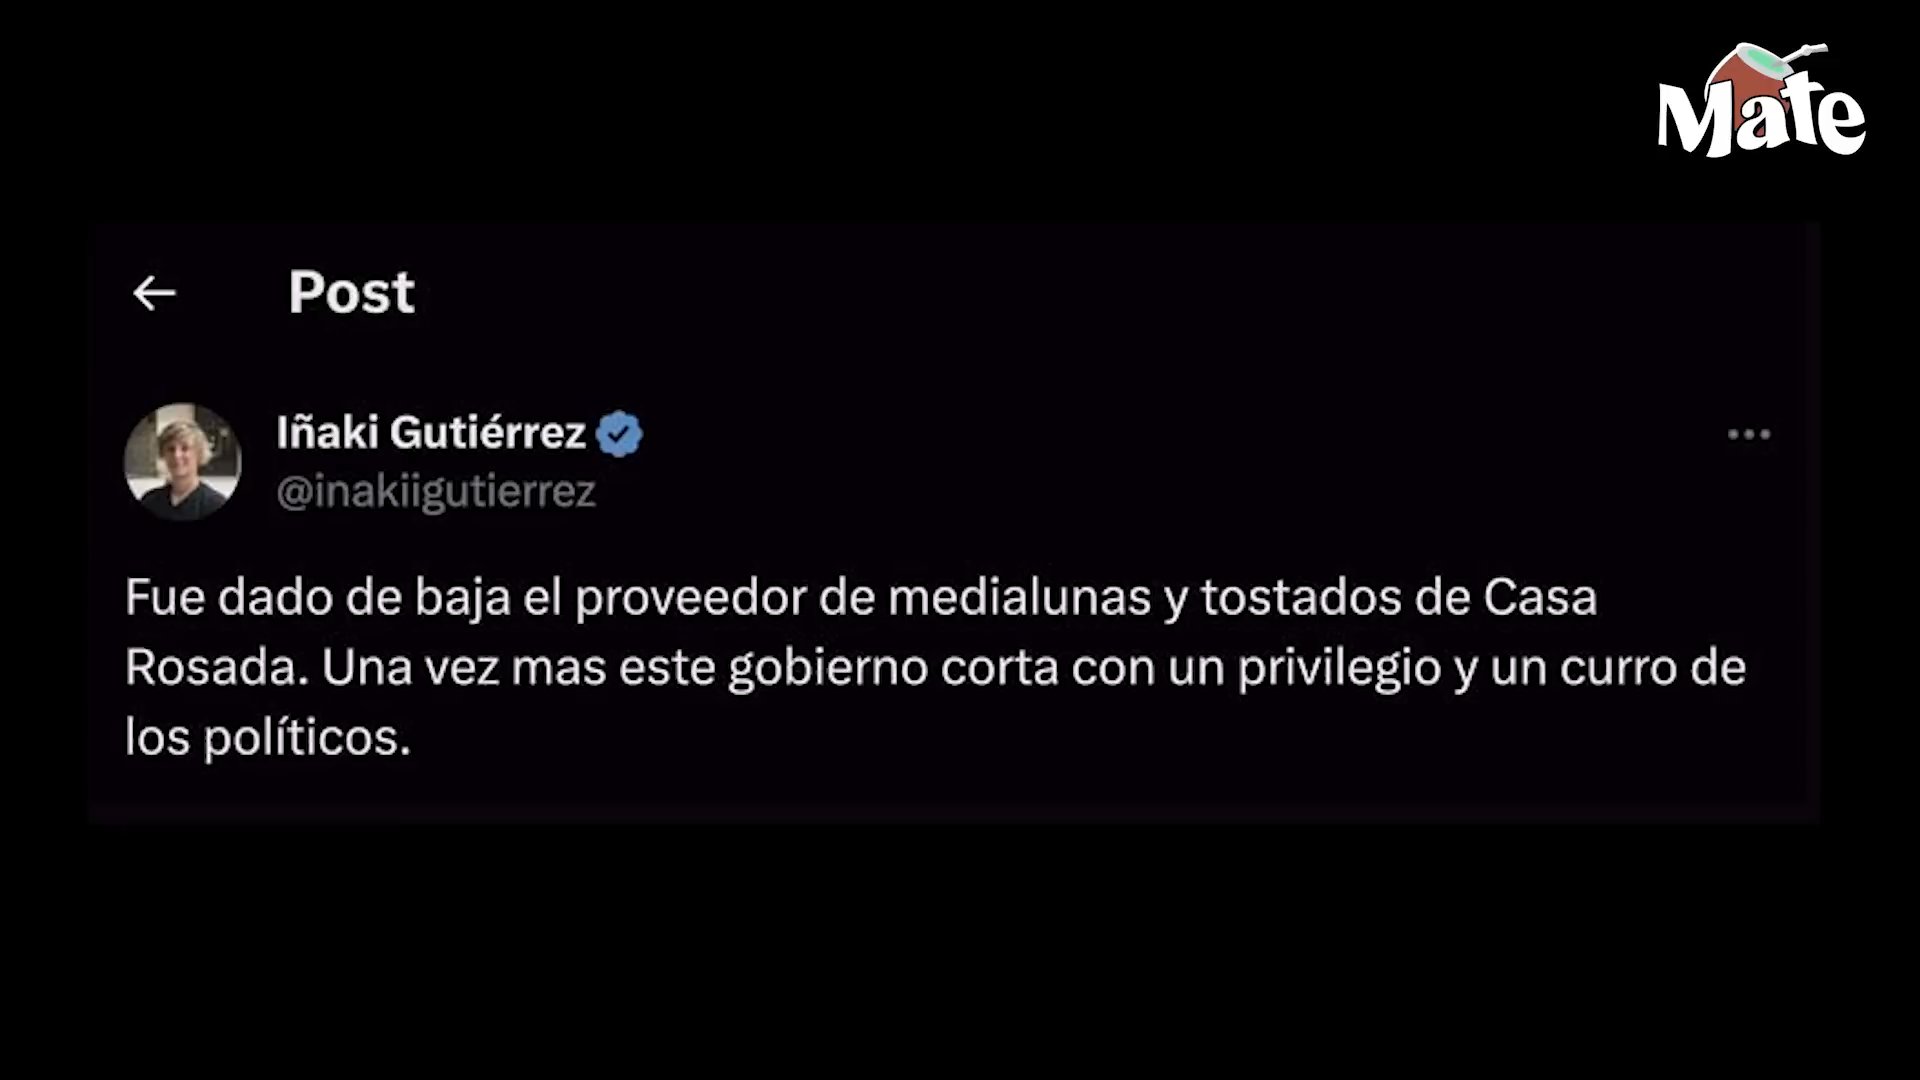 Mate
Post
Iñaki Gutiérrez
@inakiigutierrez
Fue dado de baja el proveedor de medialunas y tostados de Casa
Rosada. Una vez mas este gobierno corta con un privilegio y un curro de
los políticos.